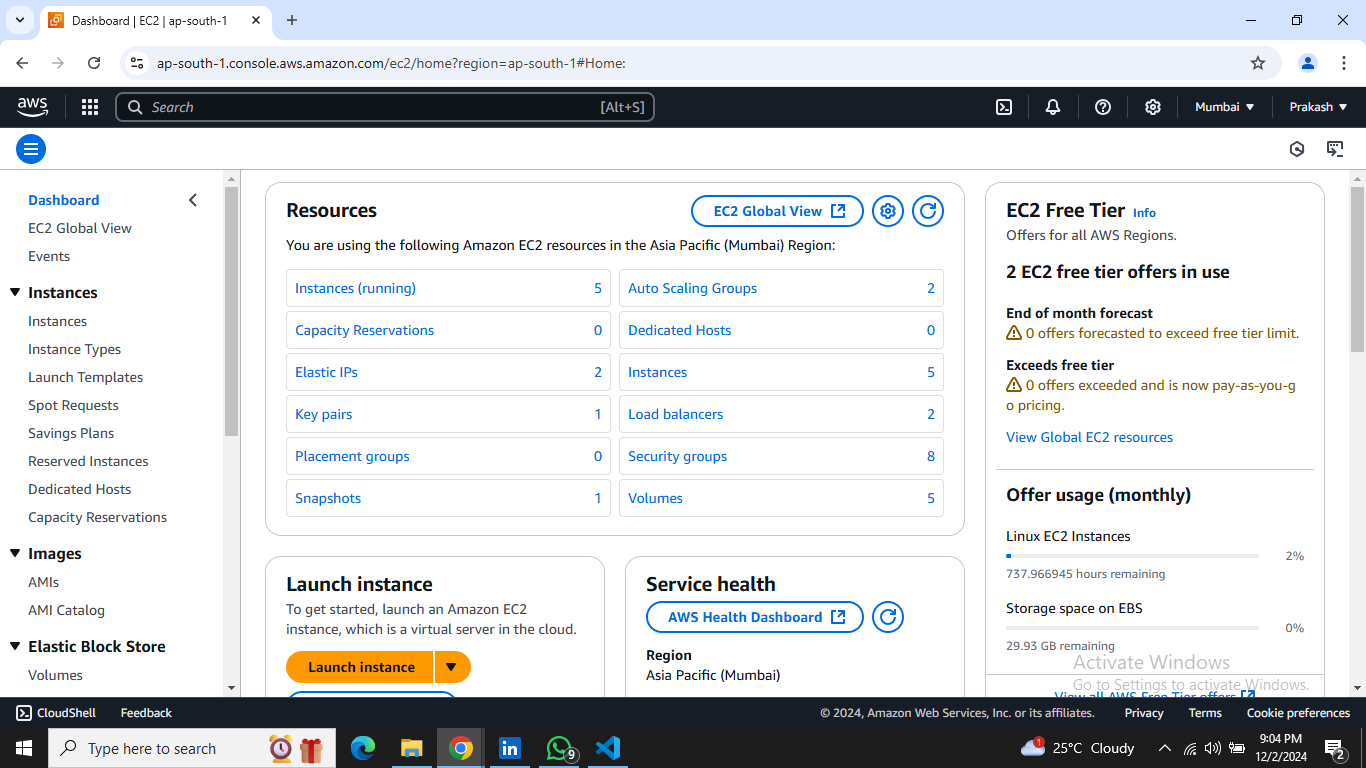 Dashboard | EC2 | ap-south-1
ap-south-1.console.aws.amazon.com/ec2/home?region=ap-south-1#Home:
aws
Search
[Alt+S]
Mumbai
Prakash
Dashboard
EC2 Global View
Events
Instances
Instances
Instance Types
Launch Templates
Spot Requests
Savings Plans
Reserved Instances
Dedicated Hosts
Capacity Reservations
Images
AMIs
AMI Catalog
Elastic Block Store
Volumes
Resources
EC2 Global View
You are using the following Amazon EC2 resources in the Asia Pacific (Mumbai) Region:
Instances (running) 5
Auto Scaling Groups 2
Capacity Reservations 0
Dedicated Hosts 0
Elastic IPs 2
Instances 5
Key pairs 1
Load balancers 2
Placement groups 0
Security groups 8
Snapshots 1
Volumes 5
Launch instance
To get started, launch an Amazon EC2
instance, which is a virtual server in the cloud.
Launch instance
Service health
AWS Health Dashboard
Region
Asia Pacific (Mumbai)
EC2 Free Tier Info
Offers for all AWS Regions.
2 EC2 free tier offers in use
End of month forecast
0 offers forecasted to exceed free tier limit.
Exceeds free tier
0 offers exceeded and is now pay-as-you-g
o pricing.
View Global EC2 resources
Offer usage (monthly)
Linux EC2 Instances
2%
737.966945 hours remaining
Storage space on EBS
0%
29.93 GB remaining
View all AWS Free Tier offers
Activate Windows
Go to Settings to activate Windows.
CloudShell
Feedback
© 2024, Amazon Web Services, Inc. or its affiliates.
Privacy
Terms
Cookie preferences
Type here to search
9
1
25°C Cloudy
9:04 PM
12/2/2024
2